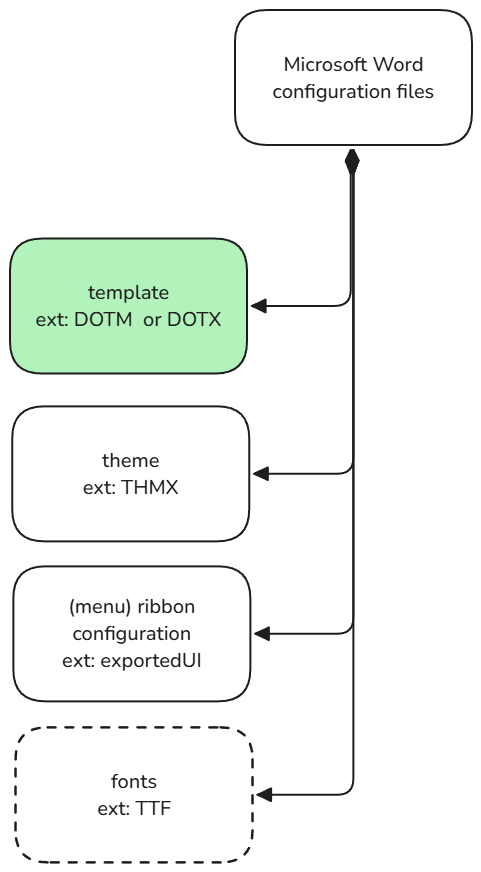 Microsoft Word
configuration files
template
ext: DOTM  or DOTX
theme
ext: THMX
(menu) ribbon
configuration
ext: exportedUI
fonts
ext: TTF